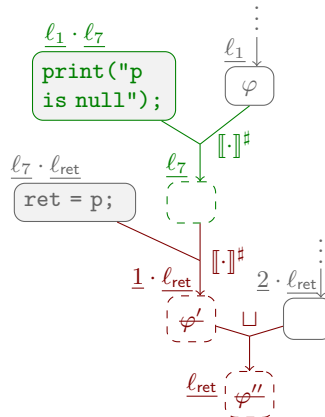 ⋮
ℓ₁ · ℓ₇
ℓ₁
print("p
is null");
φ
⟦·⟧♯
ℓ₇
ℓ₇ · ℓret
ret = p;
⟦·⟧♯
⋮
1 · ℓret
2 · ℓret
φ′
⊔
ℓret
φ″